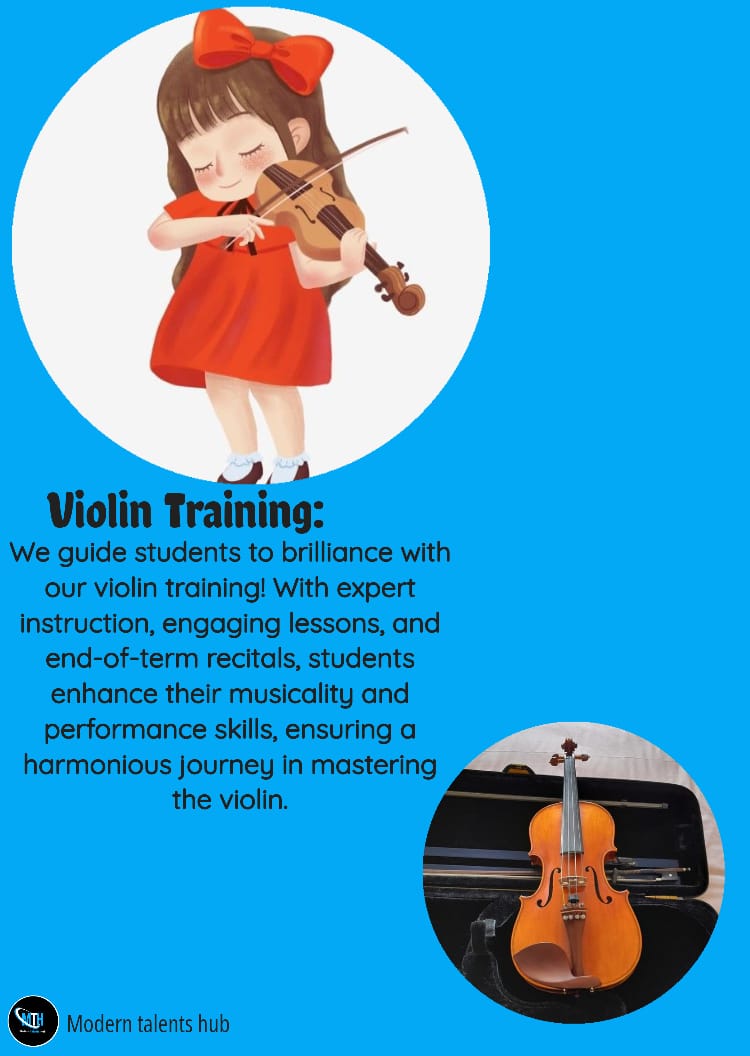 Violin Training:
We guide students to brilliance with
our violin training! With expert
instruction, engaging lessons, and
end-of-term recitals, students
enhance their musicality and
performance skills, ensuring a
harmonious journey in mastering
the violin.
MTH
Modern talents hub